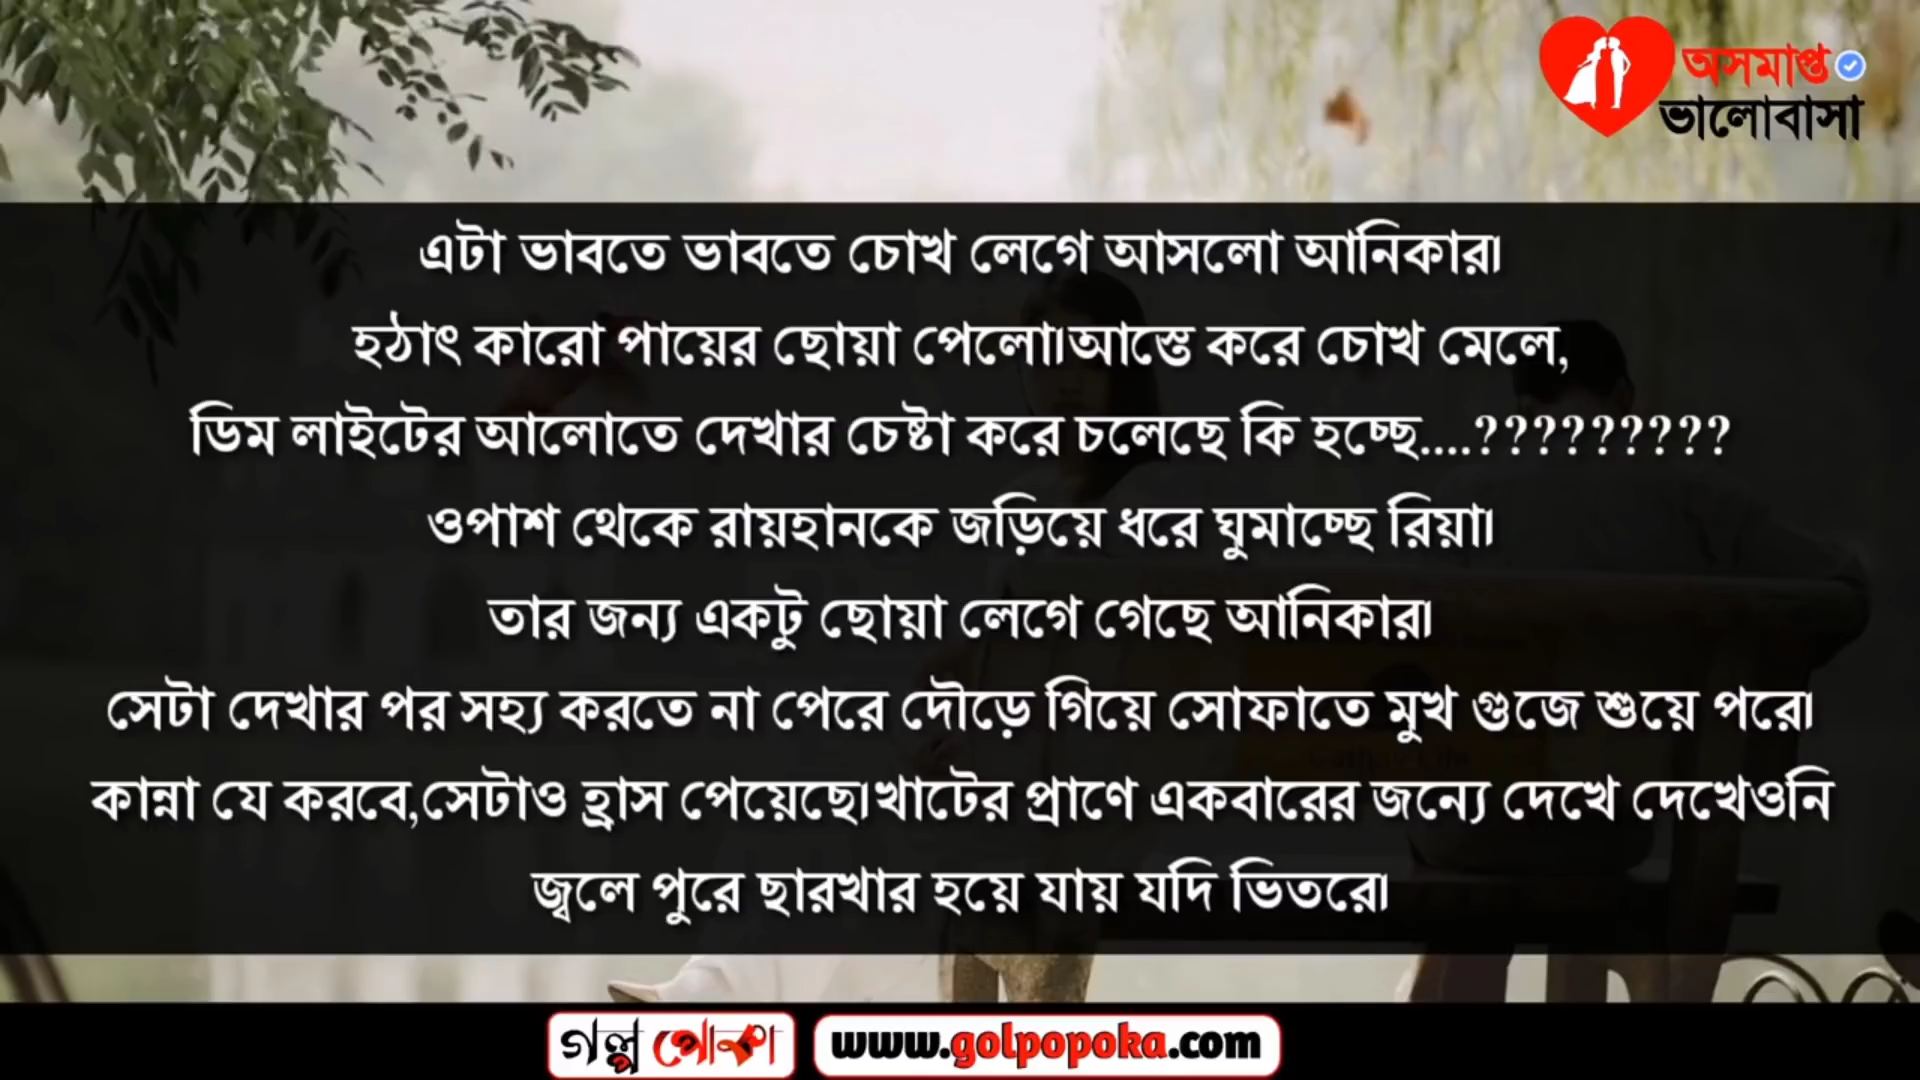 অসমাপ্ত
ভালোবাসা
এটা ভাবতে ভাবতে চোখ লেগে আসলো আনিকার।
হঠাৎ কারো পায়ের ছোয়া পেলো।আস্তে করে চোখ মেলে,
ডিম লাইটের আলোতে দেখার চেষ্টা করে চলেছে কি হচ্ছে....?????????
ওপাশ থেকে রায়হানকে জড়িয়ে ধরে ঘুমাচ্ছে রিয়া।
তার জন্য একটু ছোয়া লেগে গেছে আনিকার।
সেটা দেখার পর সহ্য করতে না পেরে দৌড়ে গিয়ে সোফাতে মুখ গুজে শুয়ে পরে।
কান্না যে করবে,সেটাও হ্রাস পেয়েছে।খাটের প্রাণে একবারের জন্যে দেখে দেখেওনি
জ্বলে পুরে ছারখার হয়ে যায় যদি ভিতরে।
গল্প পোকা
www.golpopoka.com